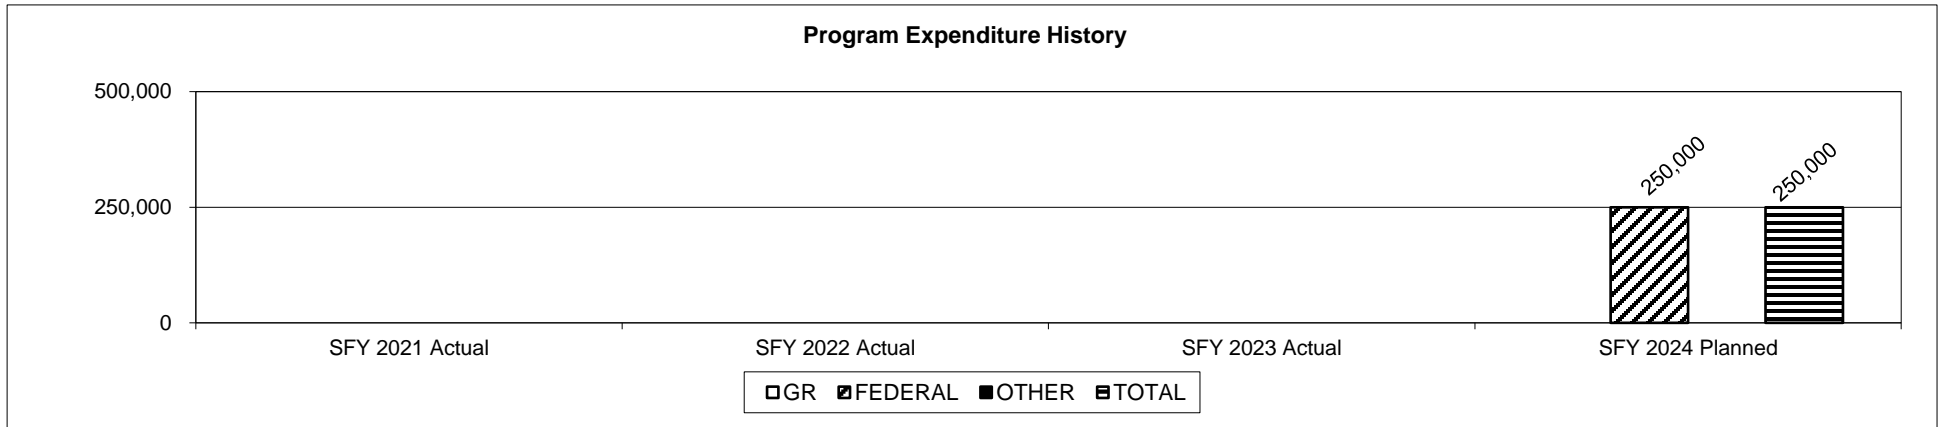 Program Expenditure History
500,000
250,000
0
250,000
250,000
SFY 2021 Actual
SFY 2022 Actual
SFY 2023 Actual
SFY 2024 Planned
GR FEDERAL OTHER TOTAL